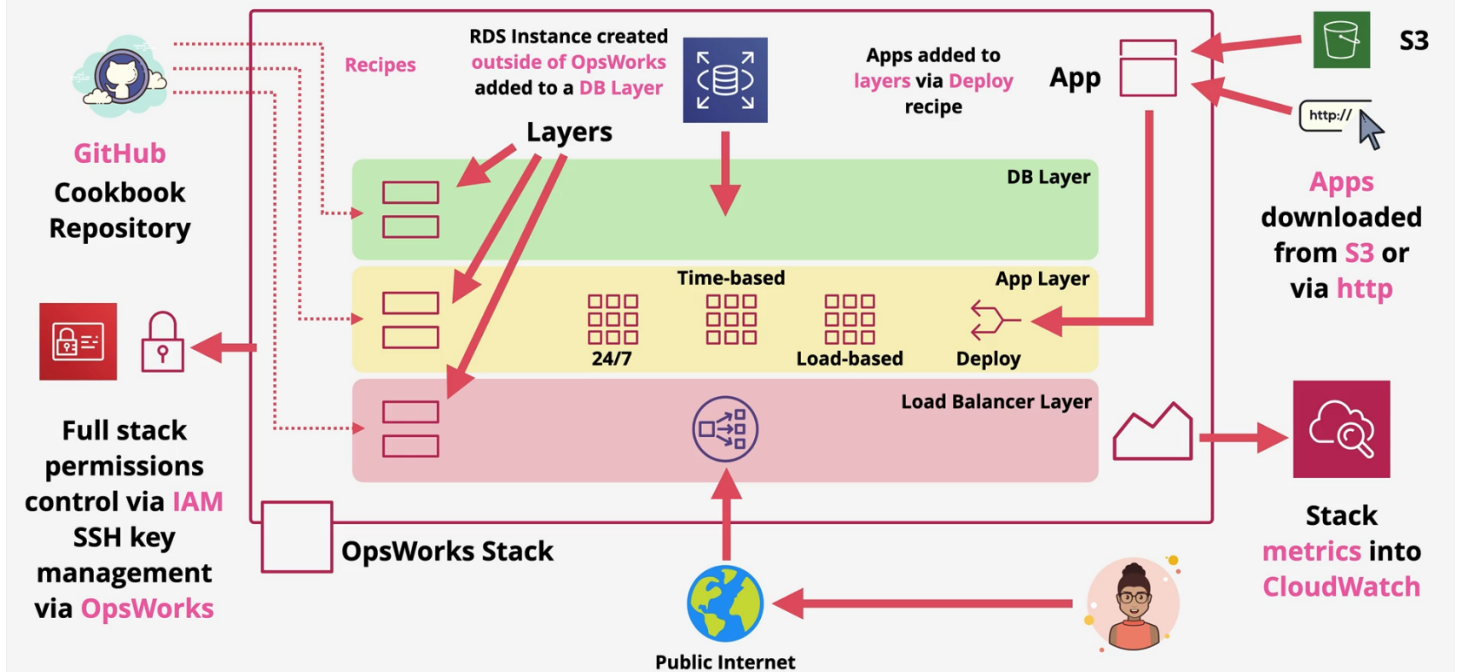 RDS Instance created
outside of OpsWorks
added to a DB Layer
Recipes
Apps added to
layers via Deploy
recipe
App
S3
http://
Layers
GitHub
Cookbook
Repository
Apps
downloaded
from S3 or
via http
DB Layer
Time-based
App Layer
24/7
Load-based
Deploy
Load Balancer Layer
Full stack
permissions
control via IAM
SSH key
management
via OpsWorks
OpsWorks Stack
Stack
metrics into
CloudWatch
Public Internet